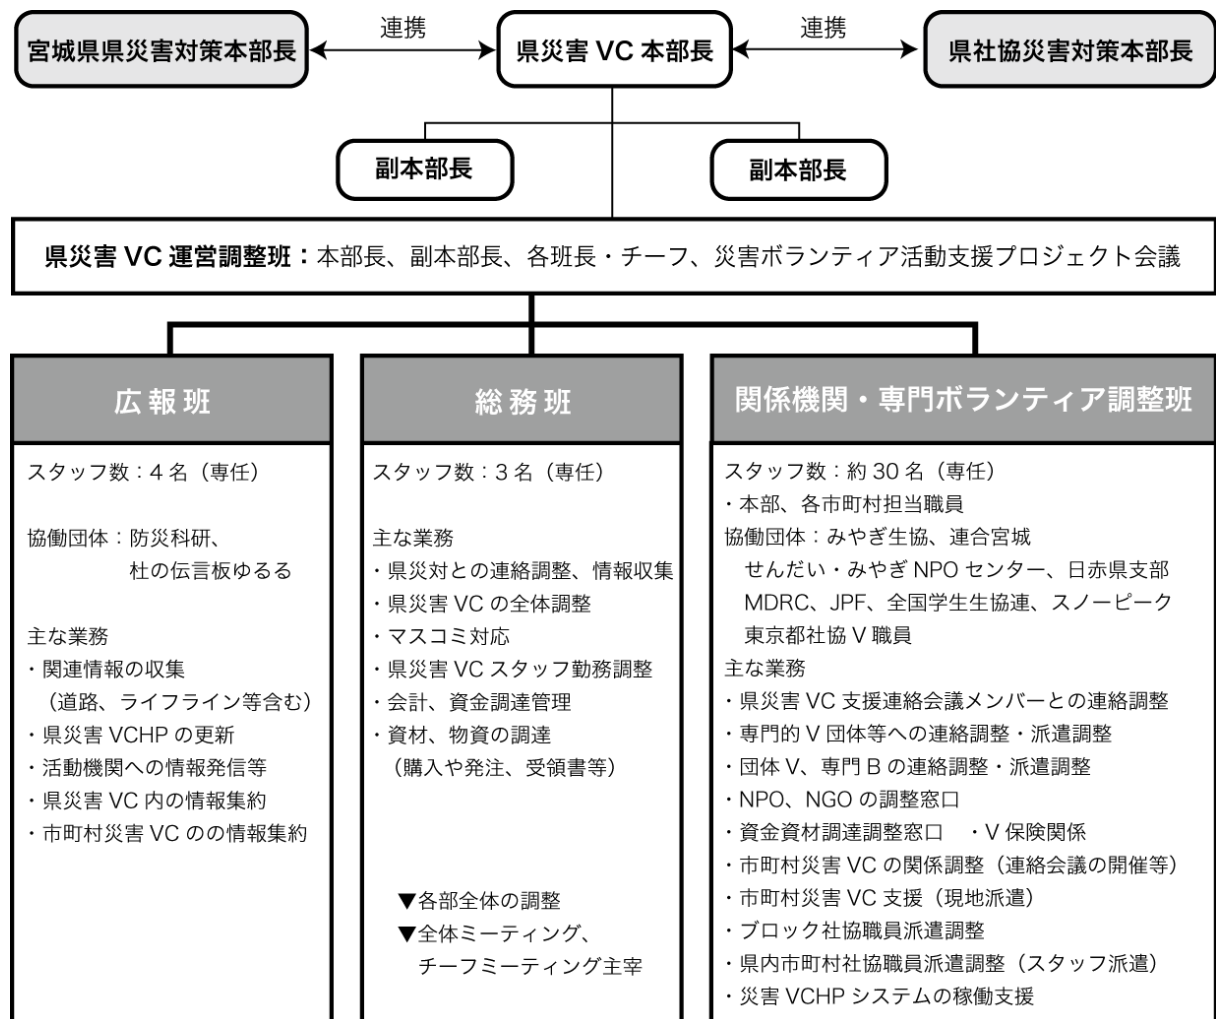 連携
連携
宮城県県災害対策本部長
県災害 VC 本部長
県社協災害対策本部長
副本部長
副本部長
県災害 VC 運営調整班：本部長、副本部長、各班長・チーフ、災害ボランティア活動支援プロジェクト会議
広報班
スタッフ数：4 名（専任）
協働団体：防災科研、
杜の伝言板ゆるる
主な業務
・関連情報の収集
（道路、ライフライン等含む）
・県災害 VCHP の更新
・活動機関への情報発信等
・県災害 VC 内の情報集約
・市町村災害 VC のの情報集約
総務班
スタッフ数：3 名（専任）
主な業務
・県災対との連絡調整、情報収集
・県災害 VC の全体調整
・マスコミ対応
・県災害 VC スタッフ勤務調整
・会計、資金調達管理
・資材、物資の調達
（購入や発注、受領書等）
▼各部全体の調整
▼全体ミーティング、
チーフミーティング主宰
関係機関・専門ボランティア調整班
スタッフ数：約 30 名（専任）
・本部、各市町村担当職員
協働団体：みやぎ生協、連合宮城
せんだい・みやぎ NPO センター、日赤県支部
MDRC、JPF、全国学生生協連、スノーピーク
東京都社協 V 職員
主な業務
・県災害 VC 支援連絡会議メンバーとの連絡調整
・専門的 V 団体等への連絡調整・派遣調整
・団体 V、専門 B の連絡調整・派遣調整
・NPO、NGO の調整窓口
・資金資材調達調整窓口　・V 保険関係
・市町村災害 VC の関係調整（連絡会議の開催等）
・市町村災害 VC 支援（現地派遣）
・ブロック社協職員派遣調整
・県内市町村社協職員派遣調整（スタッフ派遣）
・災害 VCHP システムの稼働支援